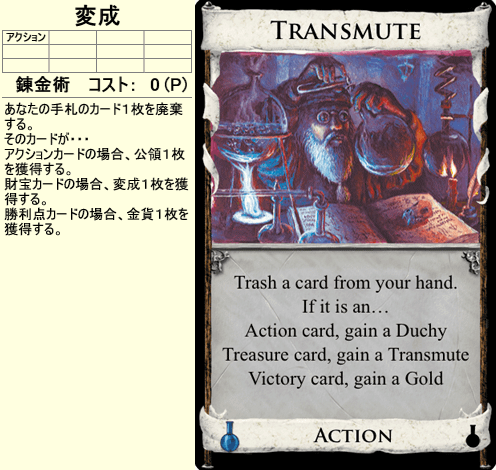 変成
アクション
錬金術 コスト: 0(P)
あなたの手札のカード1枚を廃棄
する。
そのカードが・・・
アクションカードの場合、公領1枚
を獲得する。
財宝カードの場合、変成1枚を獲
得する。
勝利点カードの場合、金貨1枚を
獲得する。
TRANSMUTE
Trash a card from your hand.
If it is an…
Action card, gain a Duchy
Treasure card, gain a Transmute
Victory card, gain a Gold
ACTION